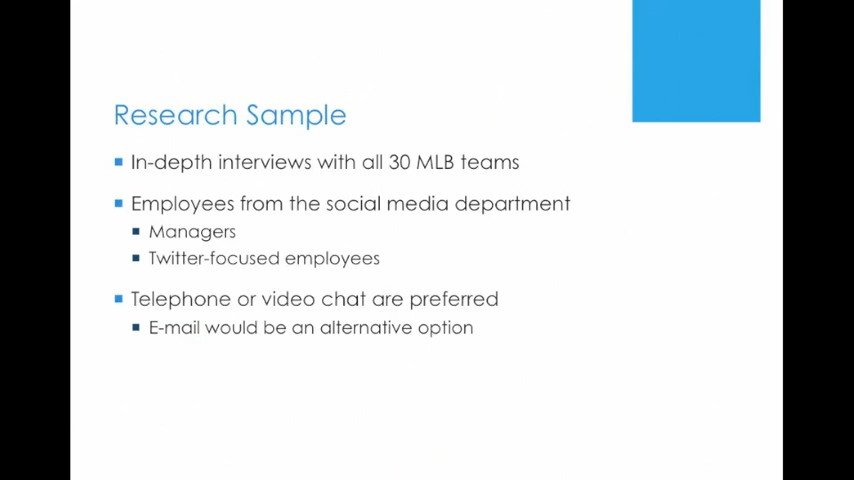 Research Sample
In-depth interviews with all 30 MLB teams
Employees from the social media department
Managers
Twitter-focused employees
Telephone or video chat are preferred
E-mail would be an alternative option